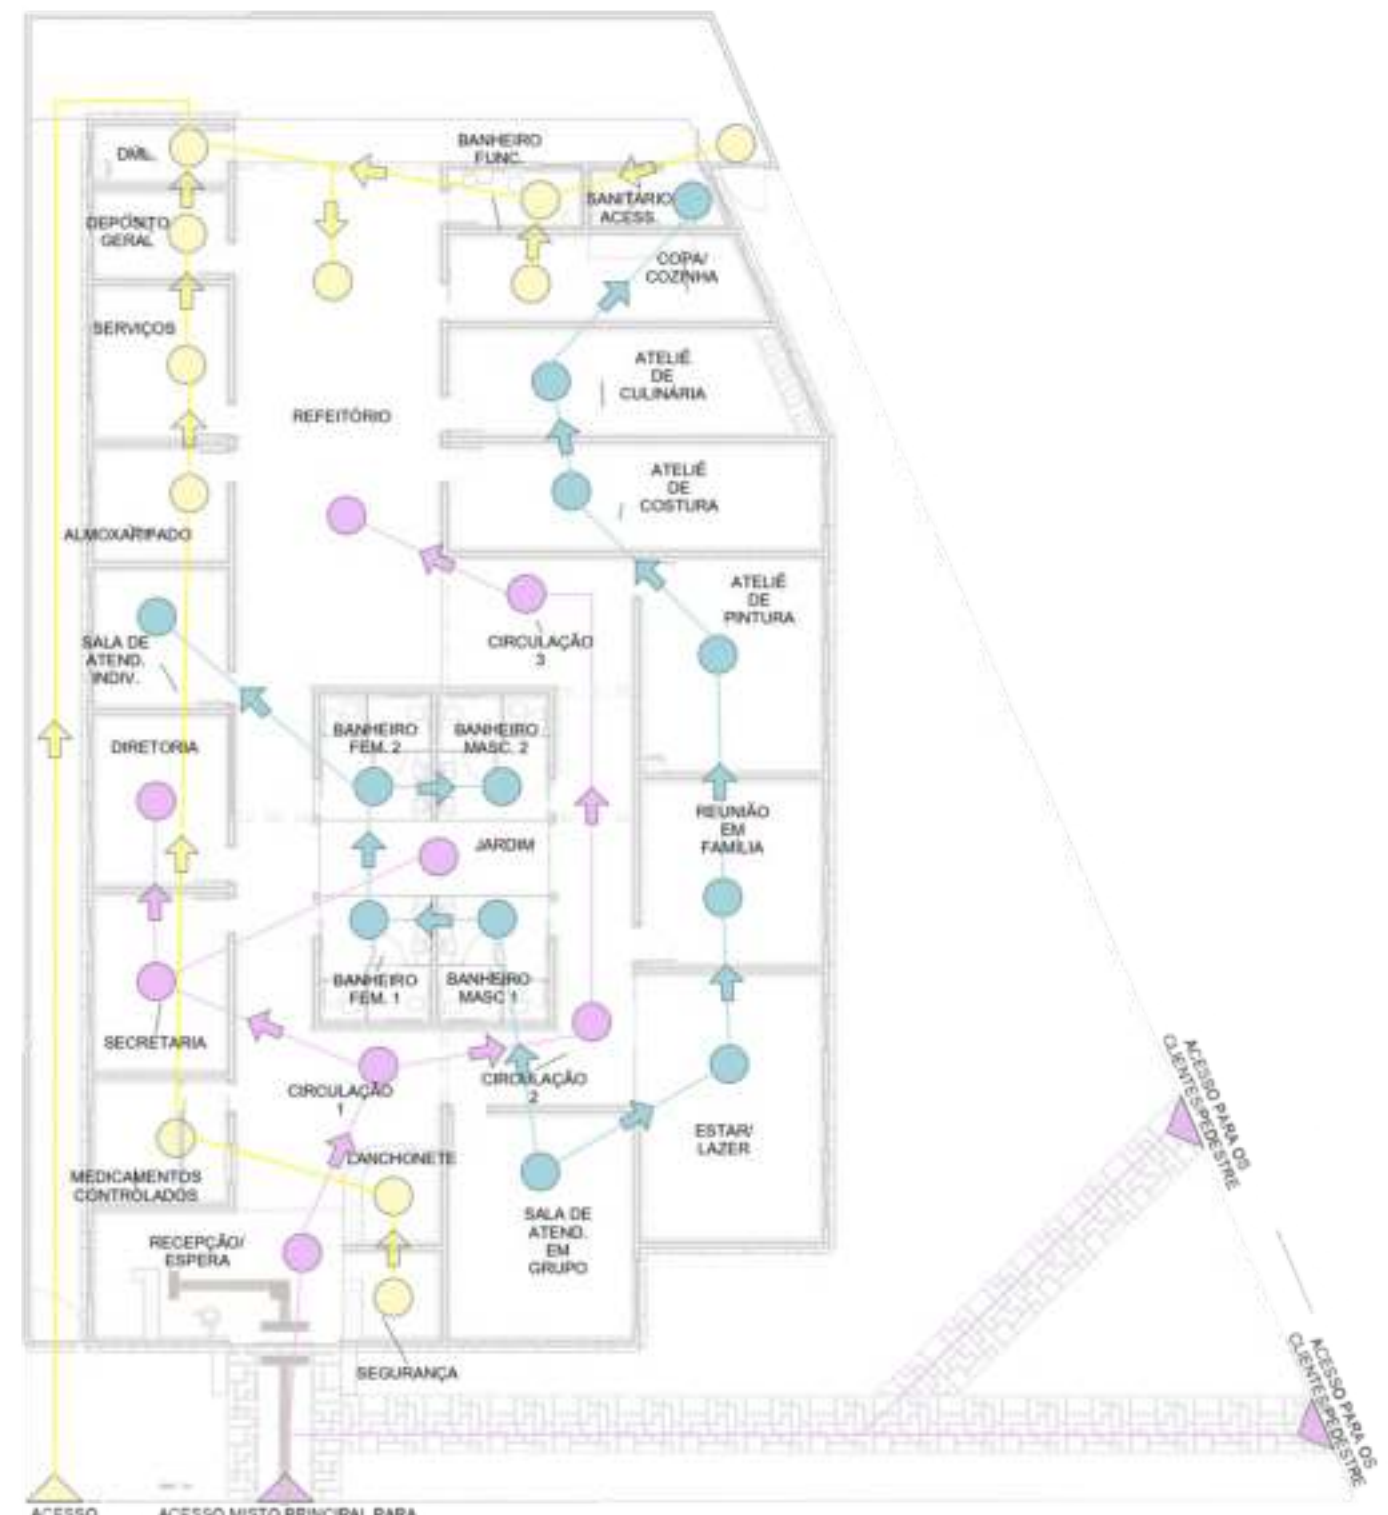 BANHEIRO
FUNC.
DML.
SANITÁRIO
ACESS.
DEPÓSITO
GERAL
COPA/
COZINHA
SERVIÇOS
ATELIÊ
DE
CULINÁRIA
REFEITÓRIO
ATELIÊ
DE
COSTURA
ALMOXARIFADO
ATELIÊ
DE
PINTURA
SALA DE
ATEND.
INDIV.
CIRCULAÇÃO
3
DIRETORIA
BANHEIRO
FEM. 2
BANHEIRO
MASC. 2
REUNIÃO
EM
FAMÍLIA
JARDIM
BANHEIRO
FEM. 1
BANHEIRO
MASC 1
SECRETARIA
CIRCULAÇÃO
1
CIRCULAÇÃO
2
ESTAR/
LAZER
LANCHONETE
MEDICAMENTOS
CONTROLADOS
RECEPÇÃO/
ESPERA
SALA DE
ATEND.
EM
GRUPO
SEGURANÇA
ACESSO PARA OS
CLIENTES/PEDESTRE
ACESSO PARA OS
CLIENTES/PEDESTRE
ACESSO
ACESSO MISTO PRINCIPAL PARA